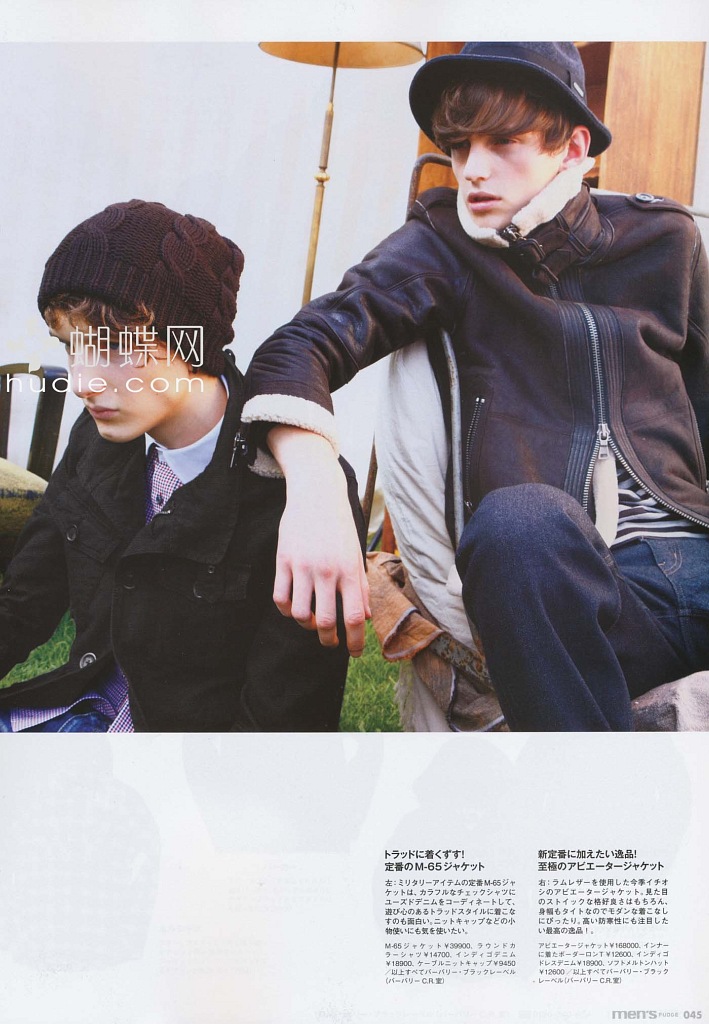 蝴蝶网
hudie.com
トラッドに着くずす!
定番のM-65ジャケット
左:ミリタリーアイテムの定番M-65ジャ
ケットは、カラフルなチェックシャツに
ユーズドデニムをコーディネートして、
遊び心のあるトラッドスタイルに着こな
すのも面白い。ニットキャップなどの小
物使いにも気を使いたい。
M-65ジャケット¥39900、ラウンドカ
ラーシャツ¥14700、インディゴデニム
¥18900、ケーブルニットキャップ¥9450
/以上すべてバーバリー・ブラックレーベル
(バーバリーC.R.室)
新定番に加えたい逸品!
至極のアビエータージャケット
右:ラムレザーを使用した今季イチオ
シのアビエータージャケット。見た目
のストイックな格好良さはもちろん、
身幅もタイトなのでモダンな着こなし
にぴったり。高い防寒性にも注目した
い最高の逸品!。
アビエータージャケット¥168000、インナー
に着たボーダーロンT¥12600、インディゴ
ドレスデニム¥18900、ソフトメルトンハット
¥12600/以上すべてバーバリー・ブラック
レーベル(バーバリーC.R.室)
men's FUDGE 045